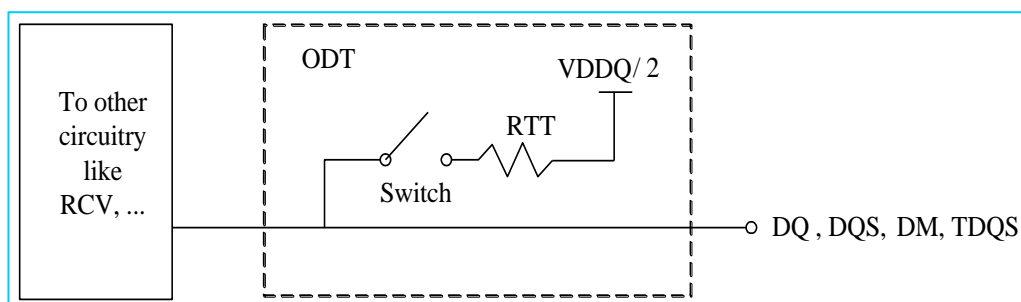 To other
circuitry
like
RCV, ...
ODT
VDDQ/ 2
RTT
Switch
DQ , DQS, DM, TDQS